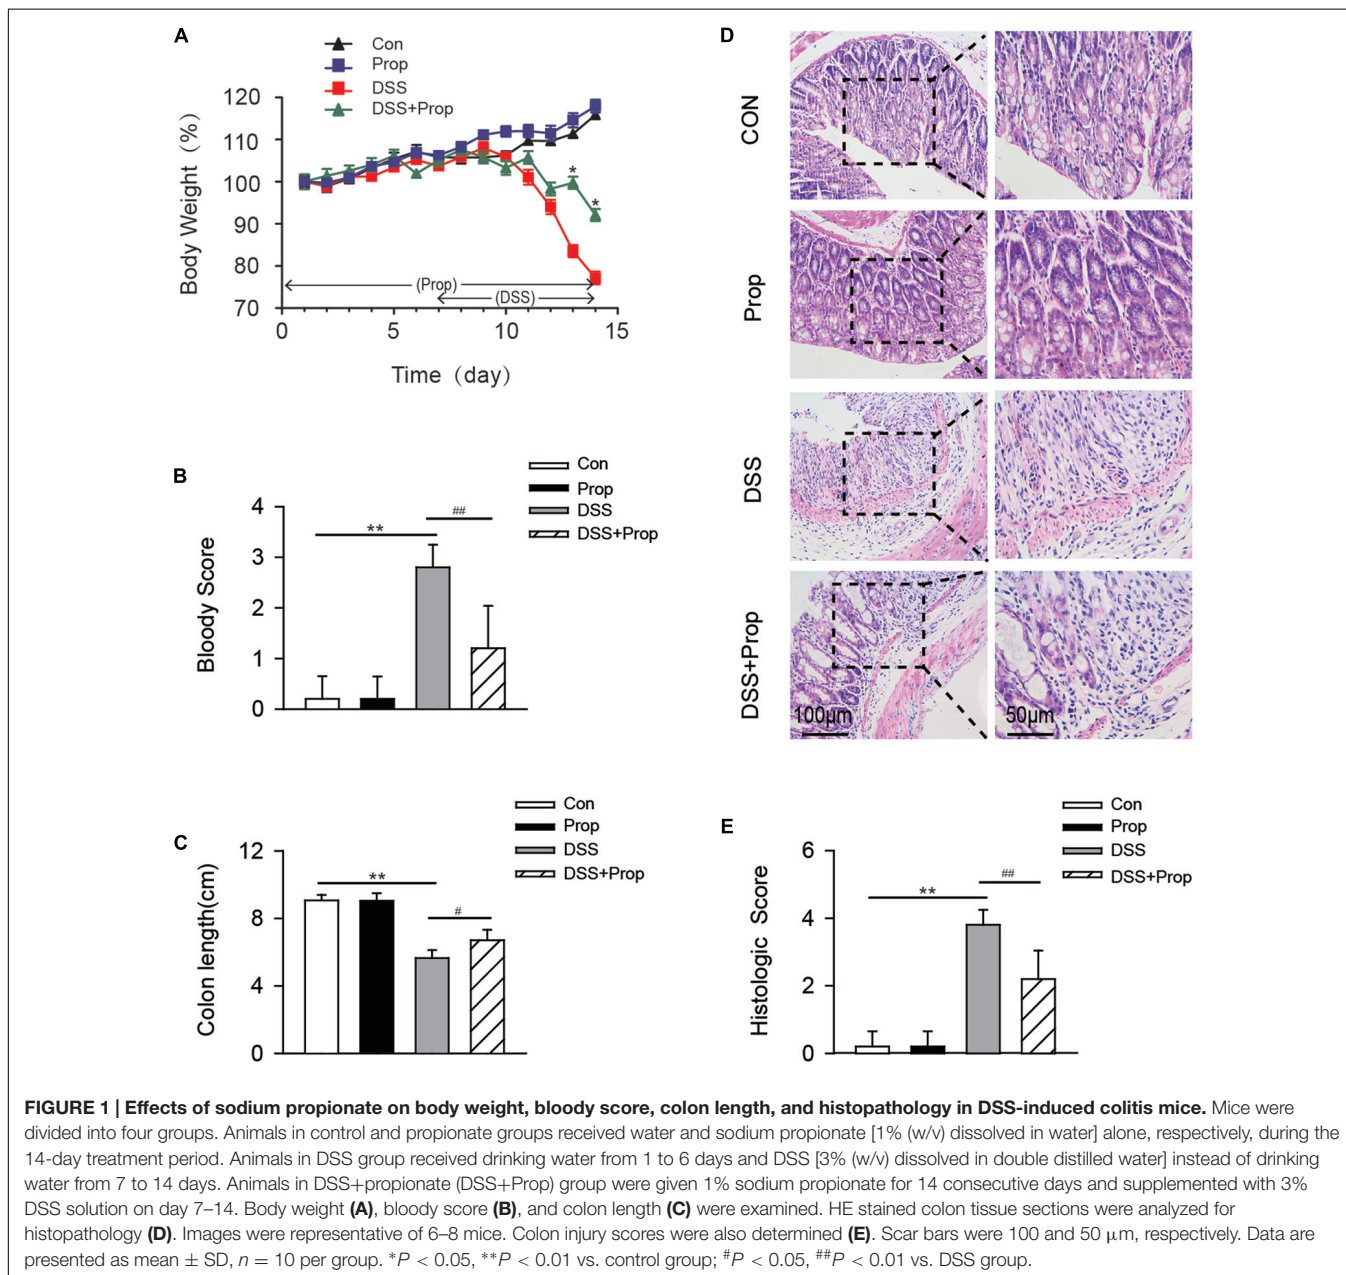 A
Con
Prop
DSS
DSS+Prop
120
110
100
90
80
70
Body Weight (%)
*
*
(Prop)
(DSS)
0
5
10
15
Time (day)
B
Con
Prop
DSS
DSS+Prop
4
3
2
1
0
Bloody Score
**
##
C
Con
Prop
DSS
DSS+Prop
12
8
4
0
Colon length(cm)
**
#
D
CON
Prop
DSS
DSS+Prop
100μm
50μm
E
Con
Prop
DSS
DSS+Prop
6
4
2
0
Histologic Score
**
##
FIGURE 1 | Effects of sodium propionate on body weight, bloody score, colon length, and histopathology in DSS-induced colitis mice. Mice were
divided into four groups. Animals in control and propionate groups received water and sodium propionate [1% (w/v) dissolved in water] alone, respectively, during the
14-day treatment period. Animals in DSS group received drinking water from 1 to 6 days and DSS [3% (w/v) dissolved in double distilled water] instead of drinking
water from 7 to 14 days. Animals in DSS+propionate (DSS+Prop) group were given 1% sodium propionate for 14 consecutive days and supplemented with 3%
DSS solution on day 7–14. Body weight (A), bloody score (B), and colon length (C) were examined. HE stained colon tissue sections were analyzed for
histopathology (D). Images were representative of 6–8 mice. Colon injury scores were also determined (E). Scar bars were 100 and 50 μm, respectively. Data are
presented as mean ± SD, n = 10 per group. *P < 0.05, **P < 0.01 vs. control group; #P < 0.05, ##P < 0.01 vs. DSS group.